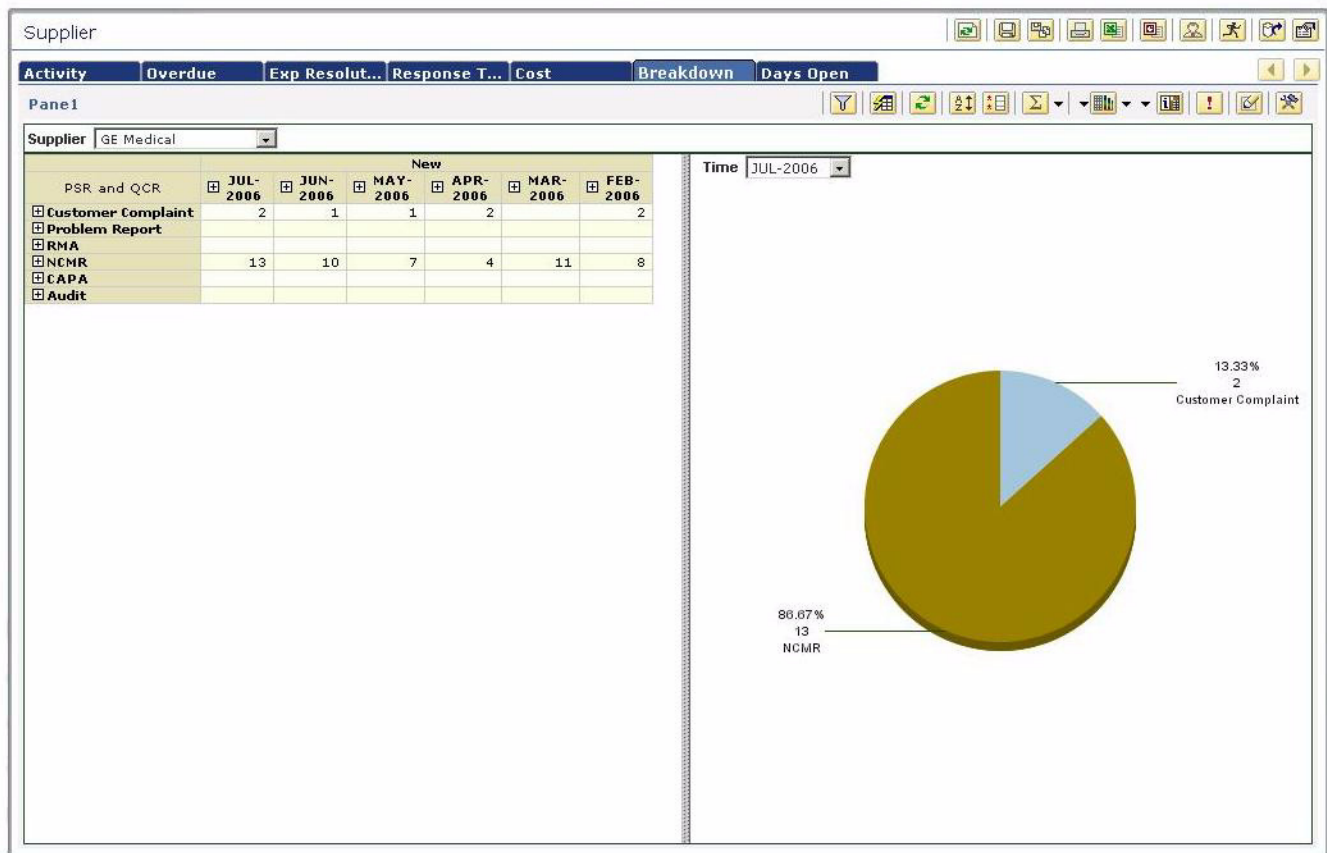 Supplier
Activity Overdue Exp Resolut... Response T... Cost Breakdown Days Open
Pane1
Supplier GE Medical
New
PSR and QCR JUL-2006 JUN-2006 MAY-2006 APR-2006 MAR-2006 FEB-2006
Customer Complaint 2 1 1 2 2
Problem Report
RMA
NCMR 13 10 7 4 11 8
CAPA
Audit
Time JUL-2006
13.33%
2
Customer Complaint
86.67%
13
NCMR